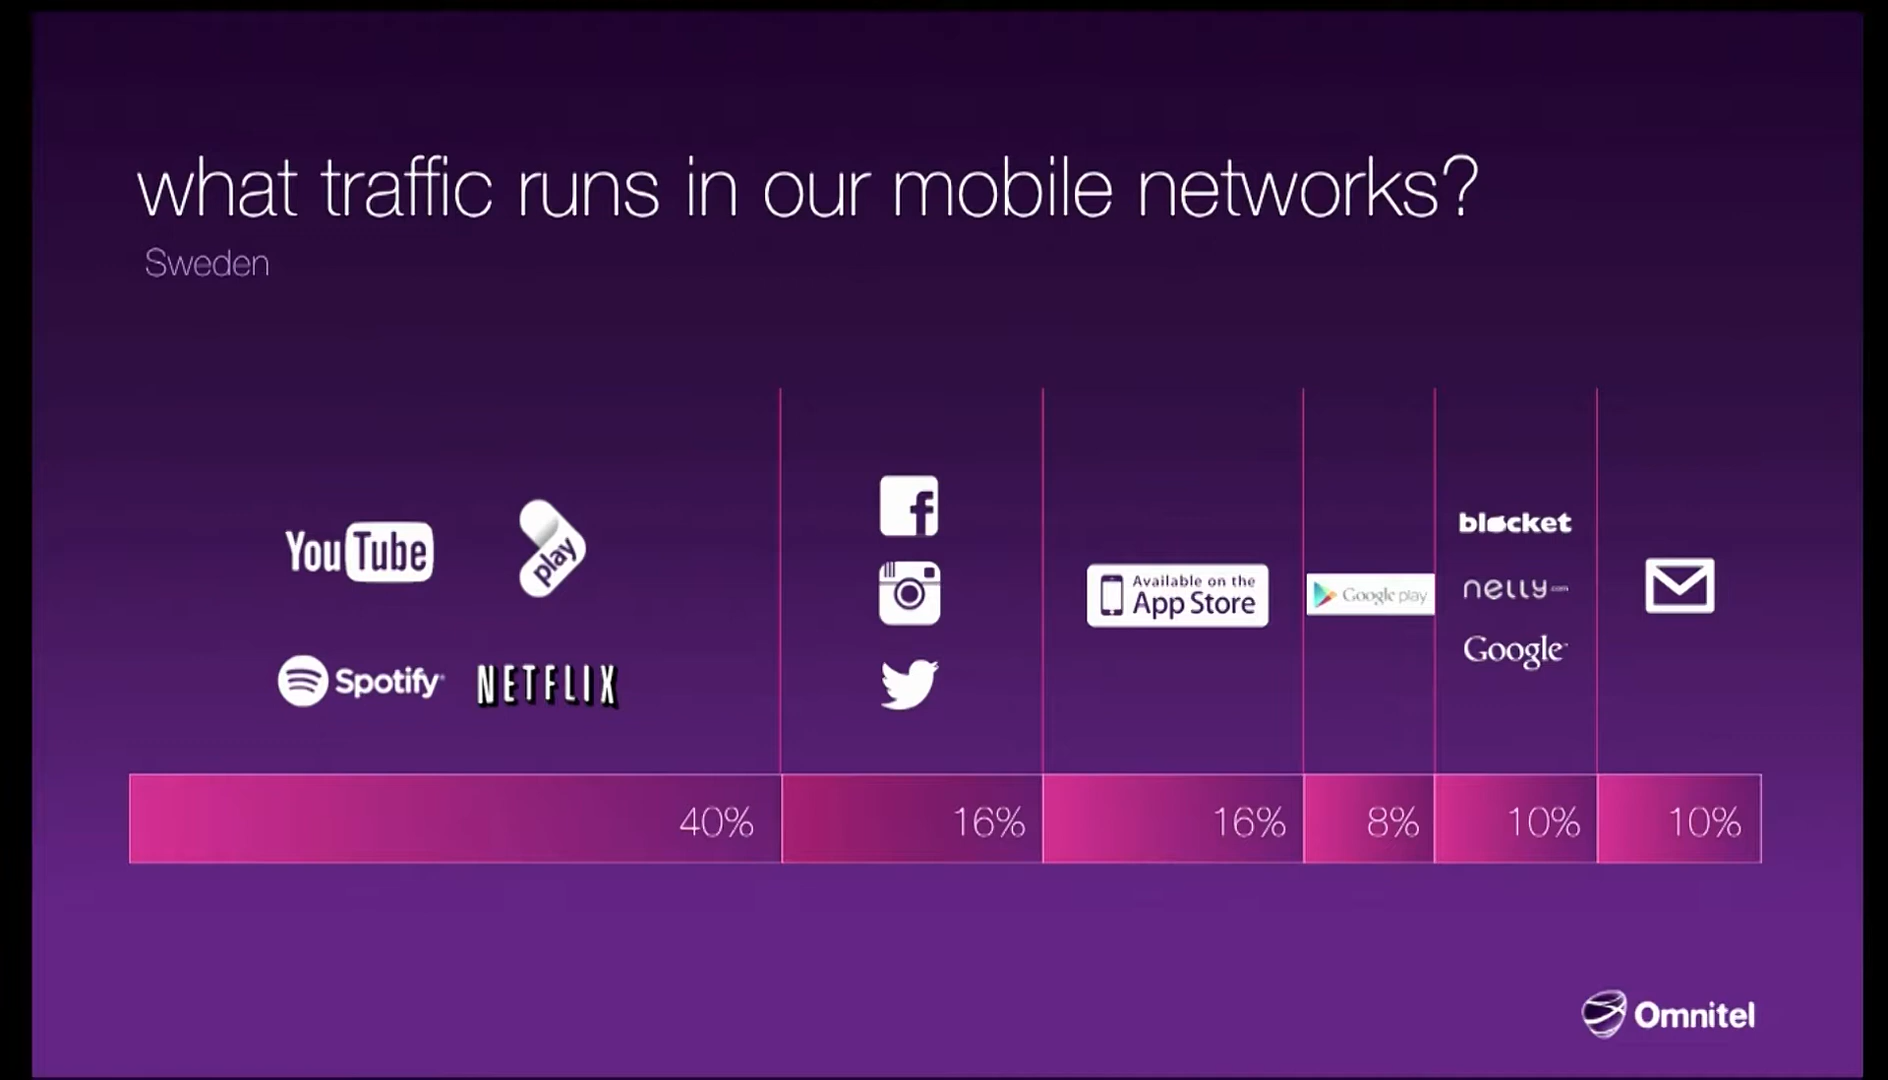 what traffic runs in our mobile networks?
Sweden
YouTube
play
Spotify
NETFLIX
f
Available on the
App Store
Google play
blocket
nelly.com
Google
40%
16%
16%
8%
10%
10%
Omnitel